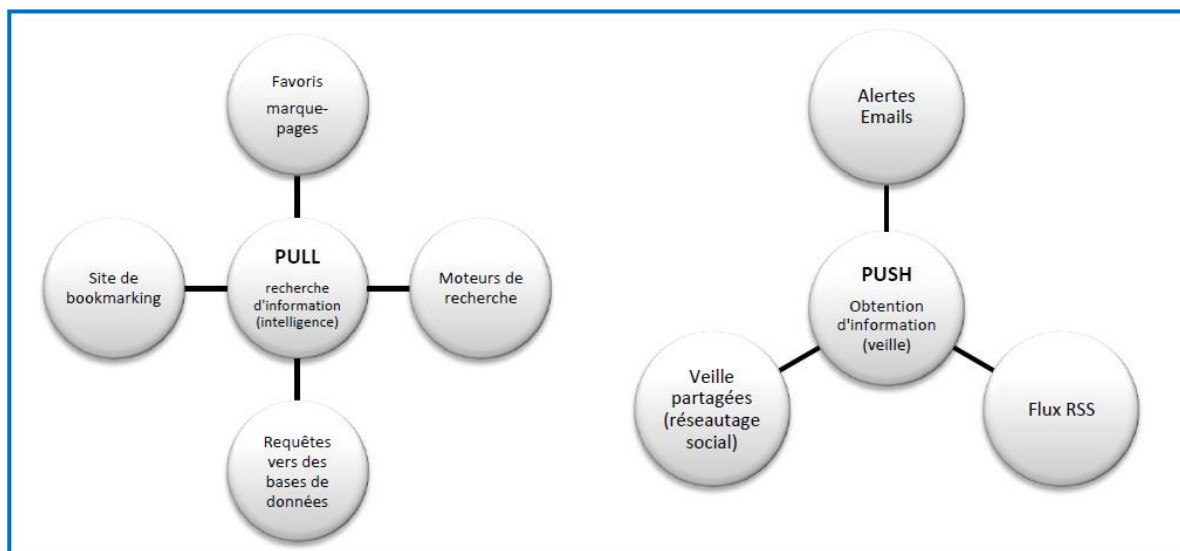 Favoris
marque-
pages
Site de
bookmarking
PULL
recherche
d'information
(intelligence)
Moteurs de
recherche
Requêtes
vers des
bases de
données
Alertes
Emails
PUSH
Obtention
d'information
(veille)
Veille
partagées
(réseautage
social)
Flux RSS